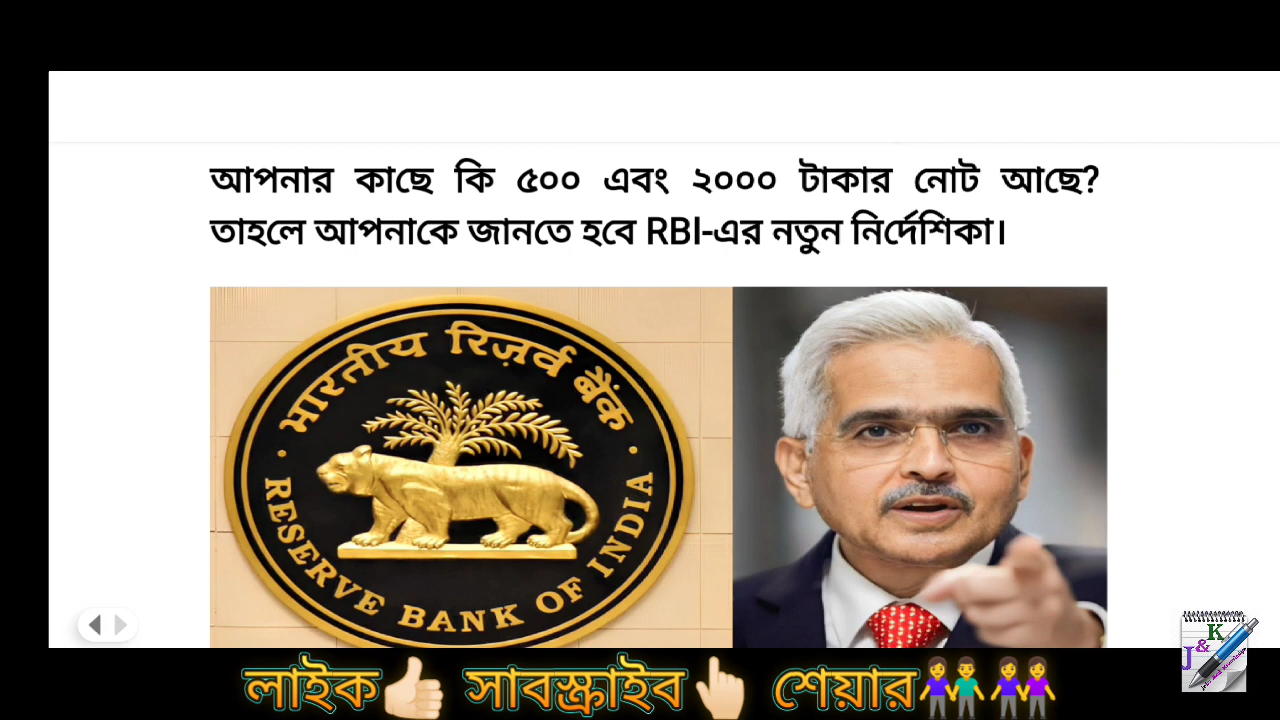 আপনার কাছে কি ৫০০ এবং ২০০০ টাকার নোট আছে?
তাহলে আপনাকে জানতে হবে RBI-এর নতুন নির্দেশিকা।
भारतीय रिज़र्व बैंक
RESERVE BANK OF INDIA
লাইক সাবস্ক্রাইব শেয়ার
J&K